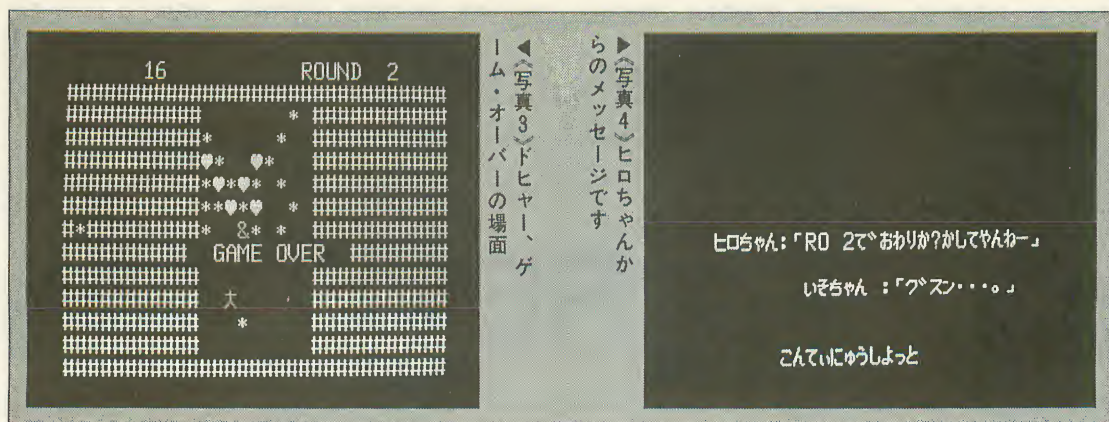 16 ROUND 2
GAME OVER
大
▶《写真4》ヒロちゃんか
らのメッセージです
◀《写真3》ドヒャー、ゲ
ーム・オーバーの場面
ヒロちゃん:「RO 2で おわりか?かしてやんわー」
いそちゃん :「グスン・・・。」
こんてぃにゅうしよっと